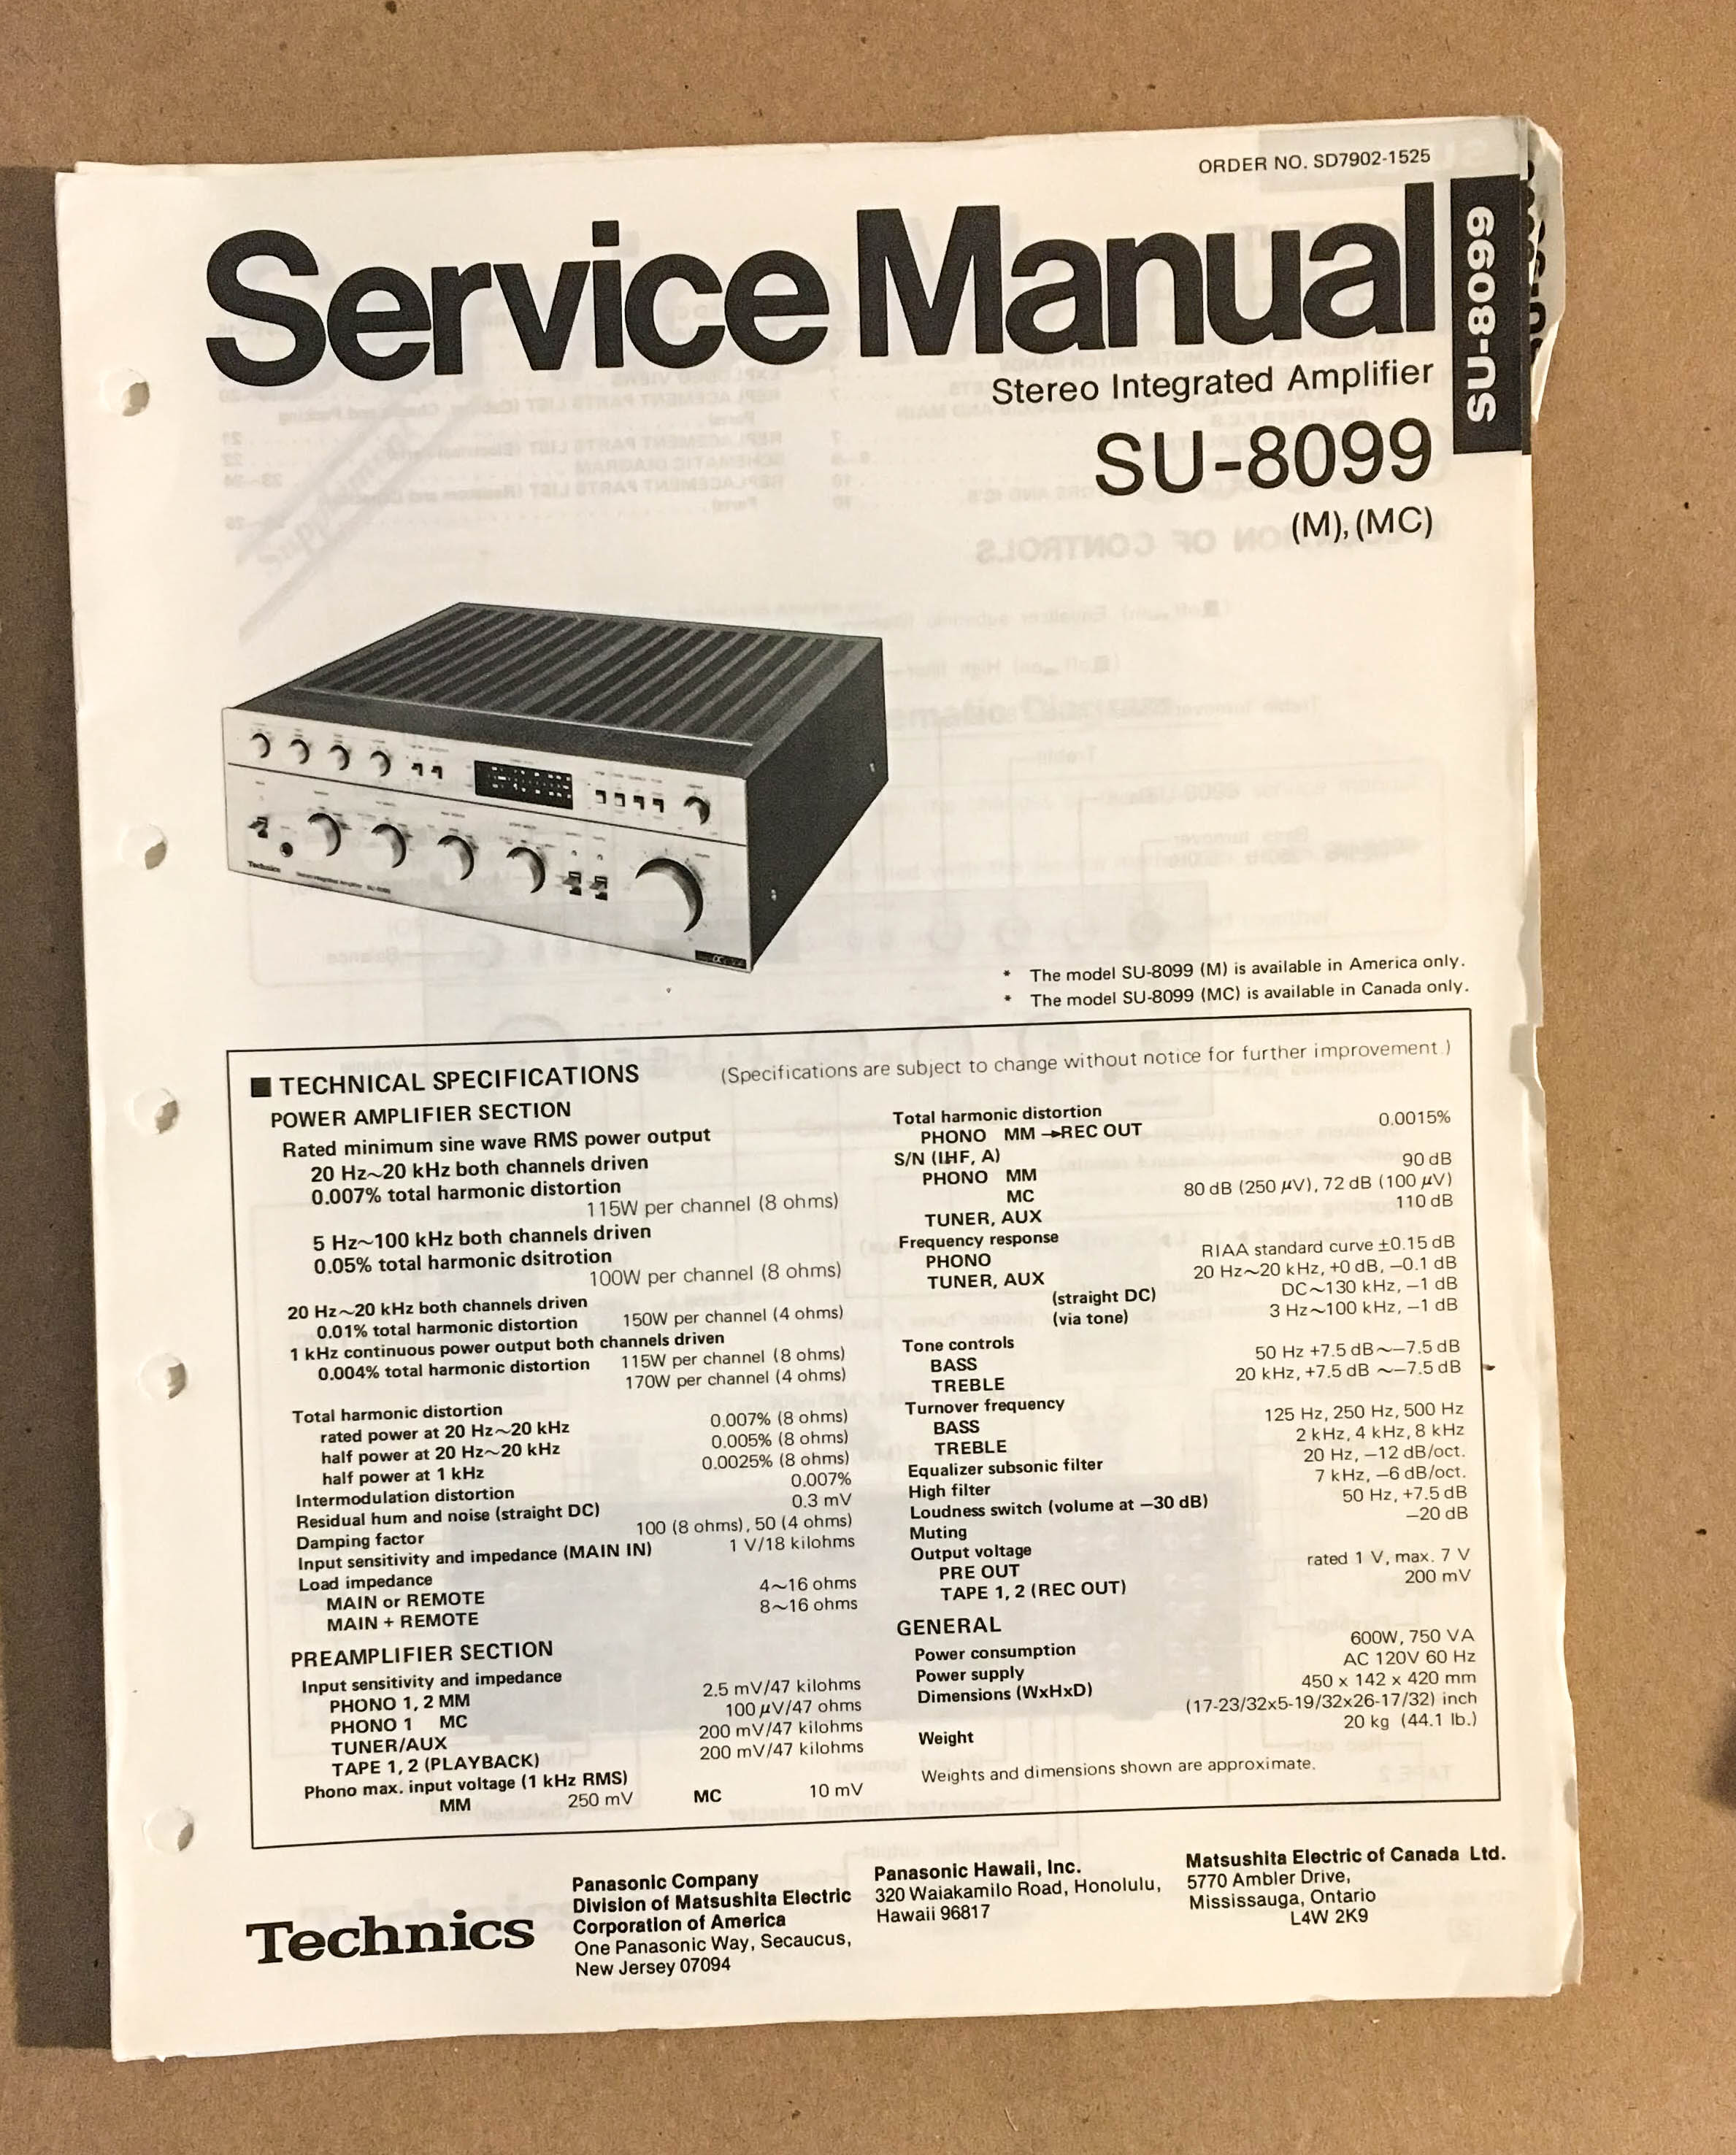 ORDER NO. SD7902-1525
Service Manual
SU-8099
Stereo Integrated Amplifier
SU-8099
(M), (MC)
Technics
* The model SU-8099 (M) is available in America only.
* The model SU-8099 (MC) is available in Canada only.
■ TECHNICAL SPECIFICATIONS (Specifications are subject to change without notice for further improvement.)
POWER AMPLIFIER SECTION
Rated minimum sine wave RMS power output
20 Hz~20 kHz both channels driven
0.007% total harmonic distortion
115W per channel (8 ohms)
5 Hz~100 kHz both channels driven
0.05% total harmonic dsitrotion
100W per channel (8 ohms)
20 Hz~20 kHz both channels driven
0.01% total harmonic distortion 150W per channel (4 ohms)
1 kHz continuous power output both channels driven
0.004% total harmonic distortion 115W per channel (8 ohms)
170W per channel (4 ohms)
Total harmonic distortion
rated power at 20 Hz~20 kHz 0.007% (8 ohms)
half power at 20 Hz~20 kHz 0.005% (8 ohms)
half power at 1 kHz 0.0025% (8 ohms)
Intermodulation distortion 0.007%
Residual hum and noise (straight DC) 0.3 mV
Damping factor 100 (8 ohms), 50 (4 ohms)
Input sensitivity and impedance (MAIN IN) 1 V/18 kilohms
Load impedance
MAIN or REMOTE 4~16 ohms
MAIN + REMOTE 8~16 ohms
PREAMPLIFIER SECTION
Input sensitivity and impedance
PHONO 1, 2 MM 2.5 mV/47 kilohms
PHONO 1 MC 100 μV/47 ohms
TUNER/AUX 200 mV/47 kilohms
TAPE 1, 2 (PLAYBACK) 200 mV/47 kilohms
Phono max. input voltage (1 kHz RMS)
MM 250 mV MC 10 mV
Total harmonic distortion
PHONO MM →REC OUT 0.0015%
S/N (IHF, A)
PHONO MM 90 dB
MC 80 dB (250 μV), 72 dB (100 μV)
TUNER, AUX 110 dB
Frequency response
PHONO RIAA standard curve ±0.15 dB
TUNER, AUX 20 Hz~20 kHz, +0 dB, −0.1 dB
(straight DC) DC~130 kHz, −1 dB
(via tone) 3 Hz~100 kHz, −1 dB
Tone controls
BASS 50 Hz +7.5 dB~−7.5 dB
TREBLE 20 kHz, +7.5 dB ~−7.5 dB
Turnover frequency
BASS 125 Hz, 250 Hz, 500 Hz
TREBLE 2 kHz, 4 kHz, 8 kHz
Equalizer subsonic filter 20 Hz, −12 dB/oct.
High filter 7 kHz, −6 dB/oct.
Loudness switch (volume at −30 dB) 50 Hz, +7.5 dB
Muting −20 dB
Output voltage
PRE OUT rated 1 V, max. 7 V
TAPE 1, 2 (REC OUT) 200 mV
GENERAL
Power consumption 600W, 750 VA
Power supply AC 120V 60 Hz
Dimensions (WxHxD) 450 x 142 x 420 mm
(17-23/32x5-19/32x26-17/32) inch
Weight 20 kg (44.1 lb.)
Weights and dimensions shown are approximate.
Technics
Panasonic Company
Division of Matsushita Electric
Corporation of America
One Panasonic Way, Secaucus,
New Jersey 07094
Panasonic Hawaii, Inc.
320 Waiakamilo Road, Honolulu,
Hawaii 96817
Matsushita Electric of Canada Ltd.
5770 Ambler Drive,
Mississauga, Ontario
L4W 2K9